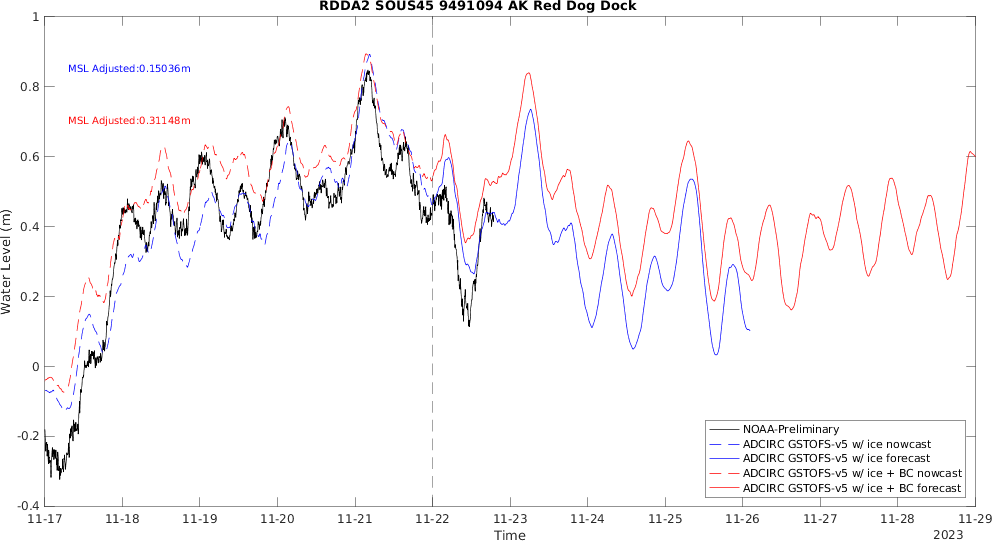 RDDA2 SOUS45 9491094 AK Red Dog Dock
1
0.8
0.6
0.4
0.2
0
-0.2
-0.4
Water Level (m)
MSL Adjusted:0.15036m
MSL Adjusted:0.31148m
NOAA-Preliminary
ADCIRC GSTOFS-v5 w/ ice nowcast
ADCIRC GSTOFS-v5 w/ ice forecast
ADCIRC GSTOFS-v5 w/ ice + BC nowcast
ADCIRC GSTOFS-v5 w/ ice + BC forecast
11-17 11-18 11-19 11-20 11-21 11-22 11-23 11-24 11-25 11-26 11-27 11-28 11-29
Time
2023